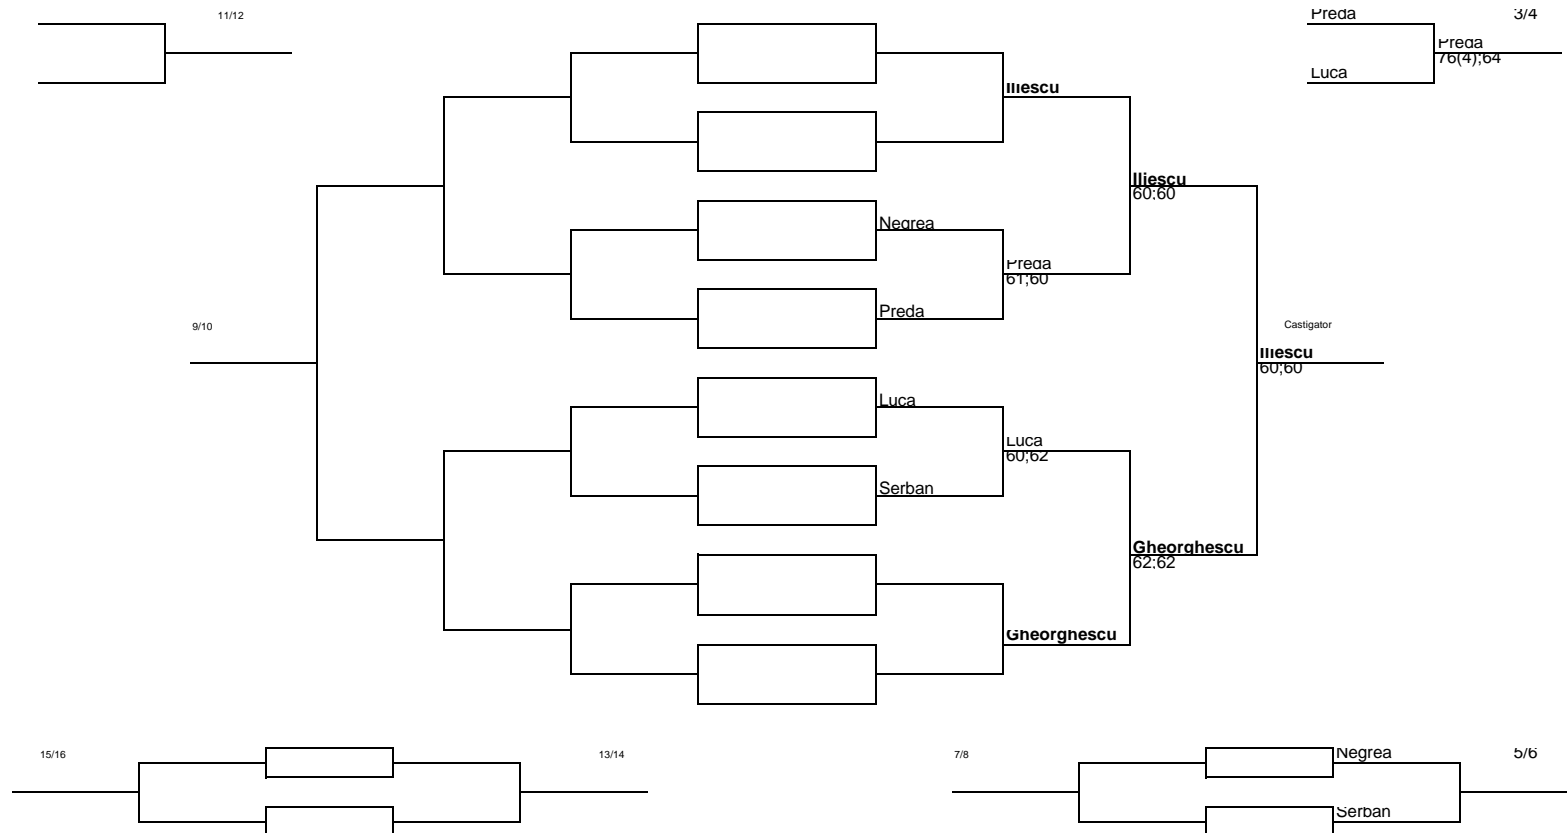 11/12
Preda
3/4
Preda
76(4);64
Luca
Iliescu
Iliescu
60;60
Negrea
Preda
61;60
Preda
9/10
Castigator
Iliescu
60;60
Luca
Luca
60;62
Serban
Gheorghescu
62;62
Gheorghescu
15/16
13/14
7/8
Negrea
5/6
Serban